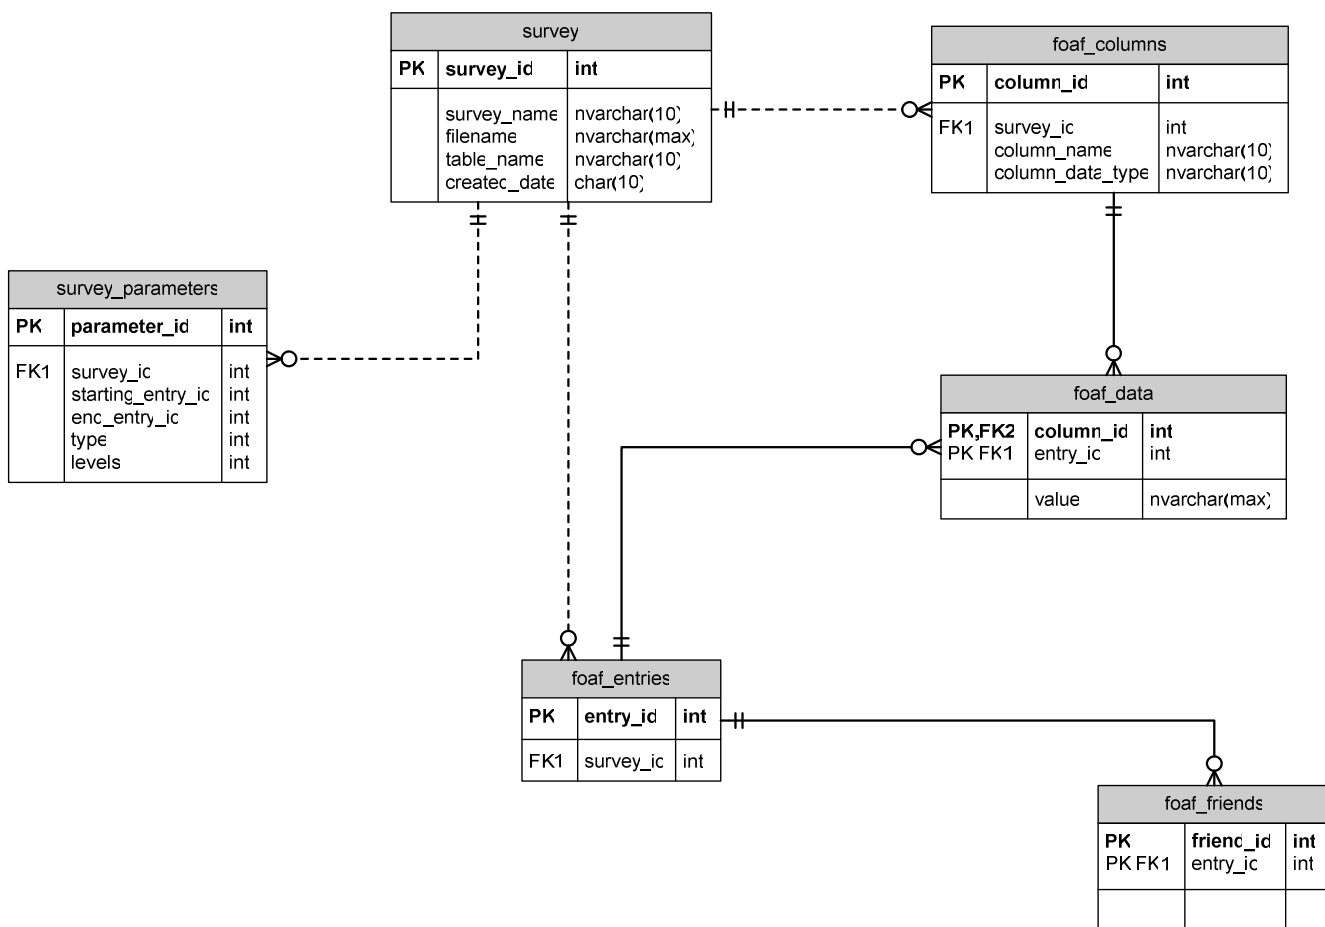 survey
PK survey_id int
survey_name nvarchar(10)
filename nvarchar(max)
table_name nvarchar(10)
created_date char(10)
foaf_columns
PK column_id int
FK1 survey_id int
column_name nvarchar(10)
column_data_type nvarchar(10)
survey_parameters
PK parameter_id int
FK1 survey_id int
starting_entry_id int
end_entry_id int
type int
levels int
foaf_data
PK,FK2 column_id int
PK FK1 entry_id int
value nvarchar(max)
foaf_entries
PK entry_id int
FK1 survey_id int
foaf_friends
PK friend_id int
PK FK1 entry_id int